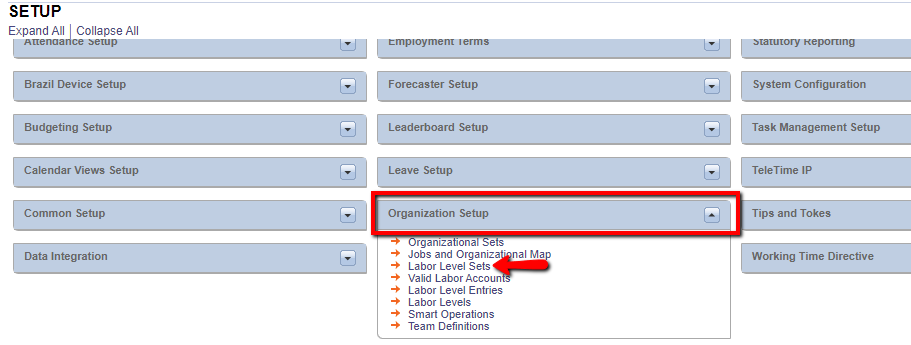 SETUP
Expand All | Collapse All
Attendance Setup
Employment Terms
Statutory Reporting
Brazil Device Setup
Forecaster Setup
System Configuration
Budgeting Setup
Leaderboard Setup
Task Management Setup
Calendar Views Setup
Leave Setup
TeleTime IP
Common Setup
Organization Setup
Tips and Tokes
Data Integration
Organizational Sets
Jobs and Organizational Map
Labor Level Sets
Valid Labor Accounts
Labor Level Entries
Labor Levels
Smart Operations
Team Definitions
Working Time Directive